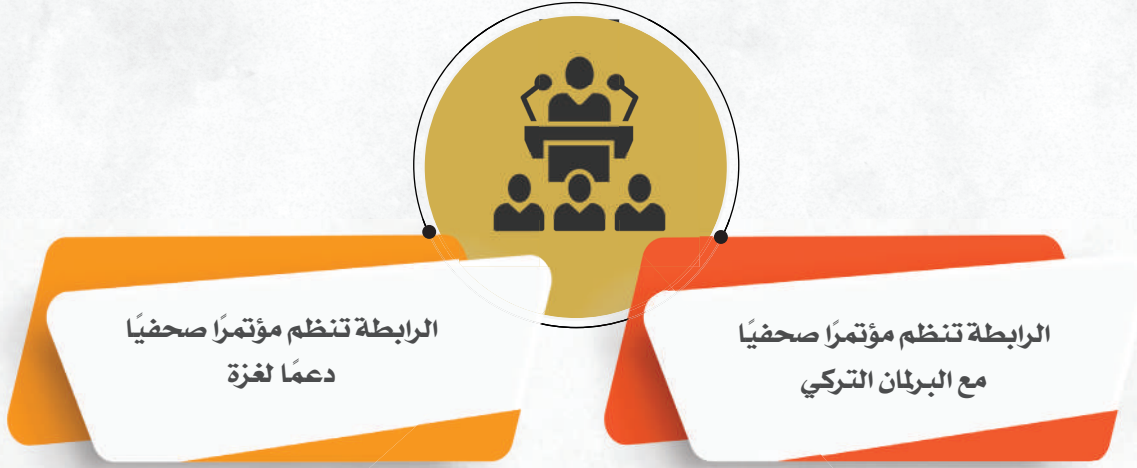 الرابطة تنظم مؤتمرًا صحفيًا
مع البرلمان التركي
الرابطة تنظم مؤتمرًا صحفيًا
دعمًا لغزة